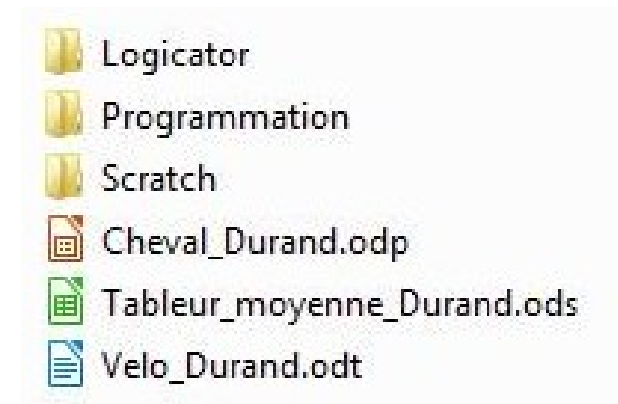 Logicator
Programmation
Scratch
Cheval_Durand.odp
Tableur_moyenne_Durand.ods
Velo_Durand.odt